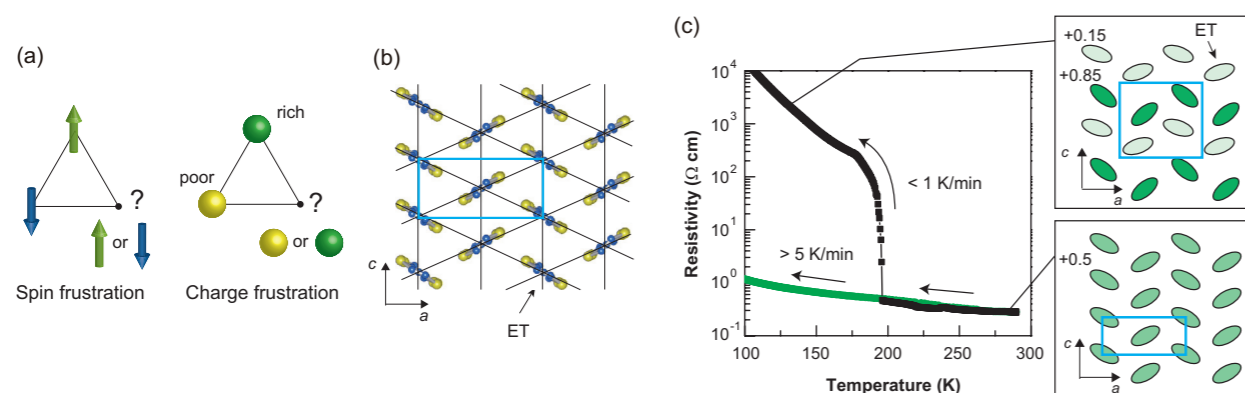 (a)
rich
poor
?
?
or
or
Spin frustration
Charge frustration
(b)
c
a
ET
(c)
Resistivity (Ω cm)
10^4
10^3
10^2
10^1
10^0
10^-1
< 1 K/min
> 5 K/min
100
150
200
250
300
Temperature (K)
ET
+0.15
+0.85
c
a
+0.5
c
a